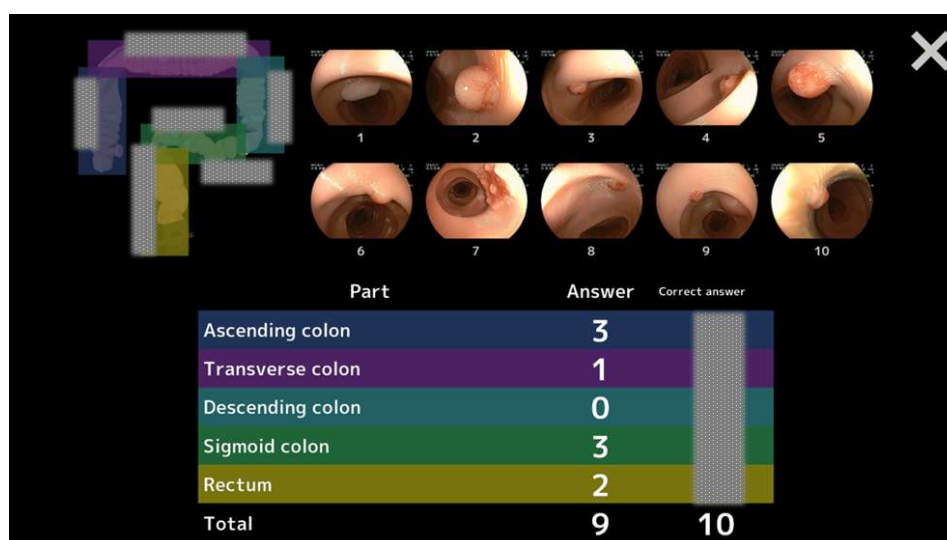 1 2 3 4 5
6 7 8 9 10
Part Answer Correct answer
Ascending colon 3
Transverse colon 1
Descending colon 0
Sigmoid colon 3
Rectum 2
Total 9 10